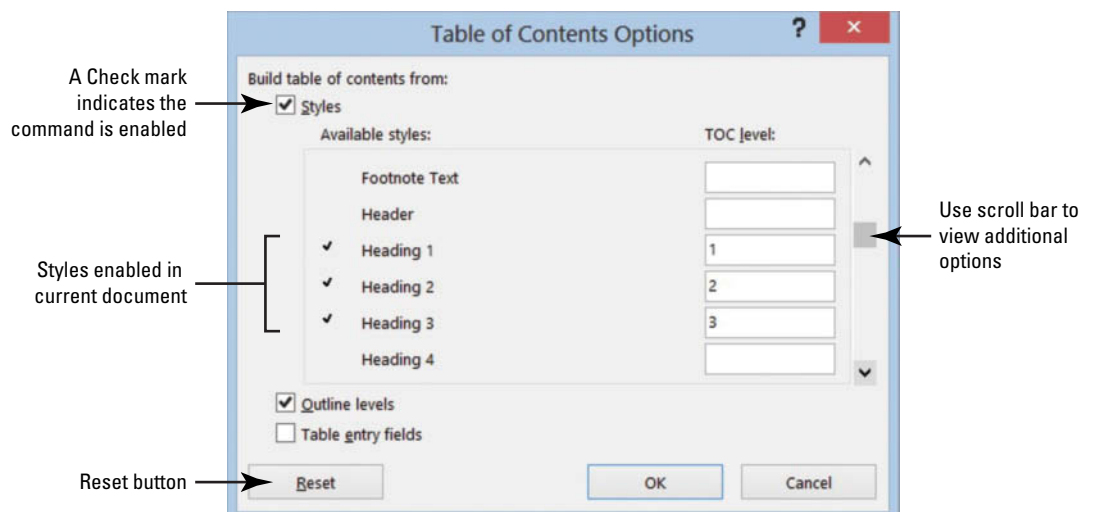 Table of Contents Options
?
×
A Check mark
indicates the
command is enabled
Build table of contents from:
Styles
Available styles:
TOC level:
Footnote Text
Header
Heading 1
1
Heading 2
2
Heading 3
3
Heading 4
Styles enabled in
current document
Use scroll bar to
view additional
options
Outline levels
Table entry fields
Reset button
Reset
OK
Cancel